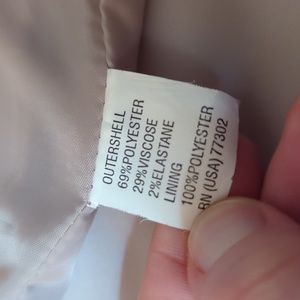 OUTERSHELL
69%POLYESTER
29%VISCOSE
2%ELASTANE
LINING
100%POLYESTER
RN (USA) 77302